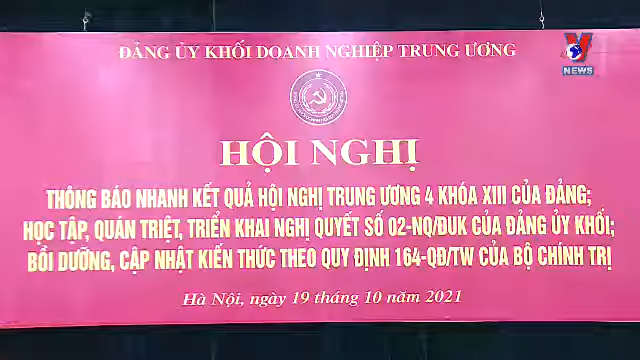 ĐẢNG ỦY KHỐI DOANH NGHIỆP TRUNG ƯƠNG
V
NEWS
HỘI NGHỊ
THÔNG BÁO NHANH KẾT QUẢ HỘI NGHỊ TRUNG ƯƠNG 4 KHÓA XIII CỦA ĐẢNG;
HỌC TẬP, QUÁN TRIỆT, TRIỂN KHAI NGHỊ QUYẾT SỐ 02-NQ/ĐUK CỦA ĐẢNG ỦY KHỐI;
BỒI DƯỠNG, CẬP NHẬT KIẾN THỨC THEO QUY ĐỊNH 164-QĐ/TW CỦA BỘ CHÍNH TRỊ
Hà Nội, ngày 19 tháng 10 năm 2021